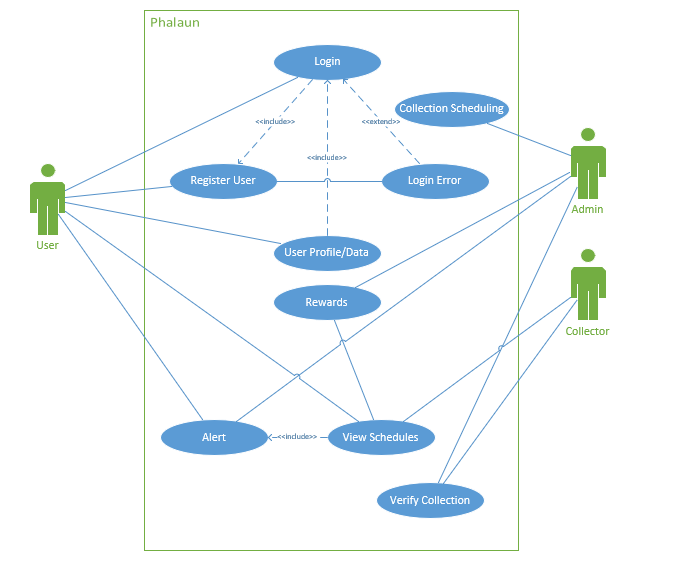 Phalaun
Login
Collection Scheduling
<<include>>
<<extend>>
<<include>>
Register User
Login Error
Admin
User
User Profile/Data
Rewards
Collector
Alert
<<include>>
View Schedules
Verify Collection